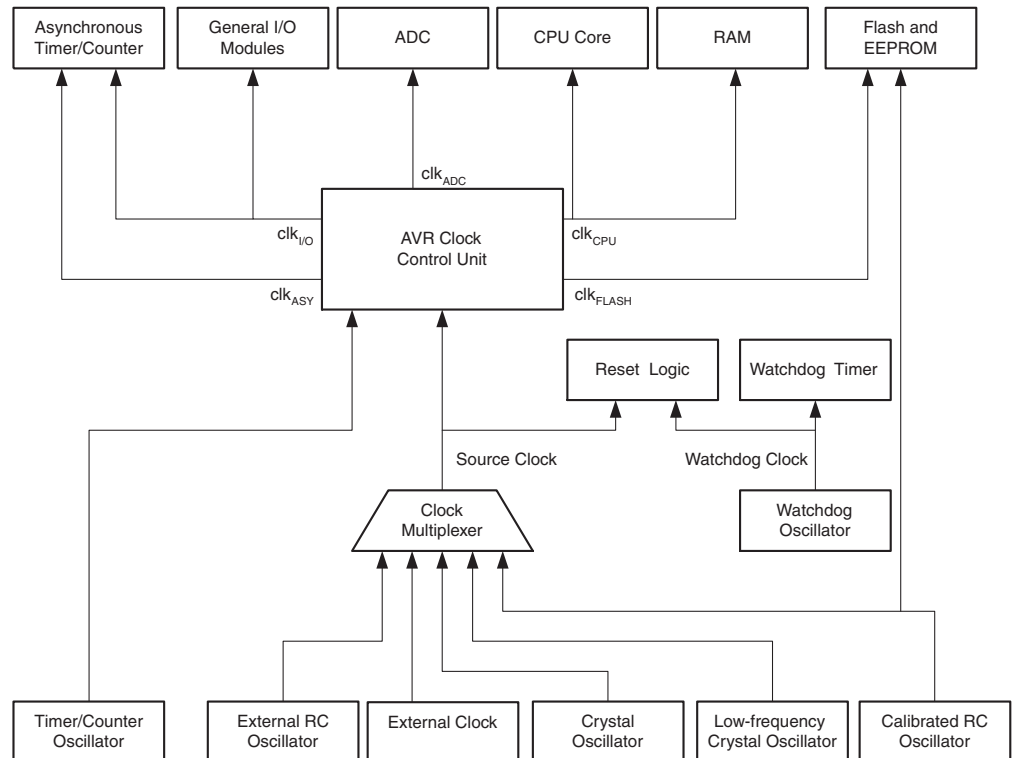 Asynchronous
Timer/Counter
General I/O
Modules
ADC
CPU Core
RAM
Flash and
EEPROM
clkADC
clkI/O
AVR Clock
Control Unit
clkCPU
clkASY
clkFLASH
Reset Logic
Watchdog Timer
Source Clock
Watchdog Clock
Clock
Multiplexer
Watchdog
Oscillator
Timer/Counter
Oscillator
External RC
Oscillator
External Clock
Crystal
Oscillator
Low-frequency
Crystal Oscillator
Calibrated RC
Oscillator